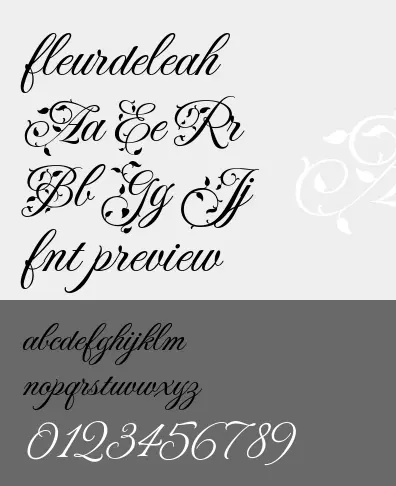 fleurdeleah
Aa Ee Rr
Bb Gg Jj
fnt preview
abcdefghijklm
nopqrstuvwxyz
0123456789